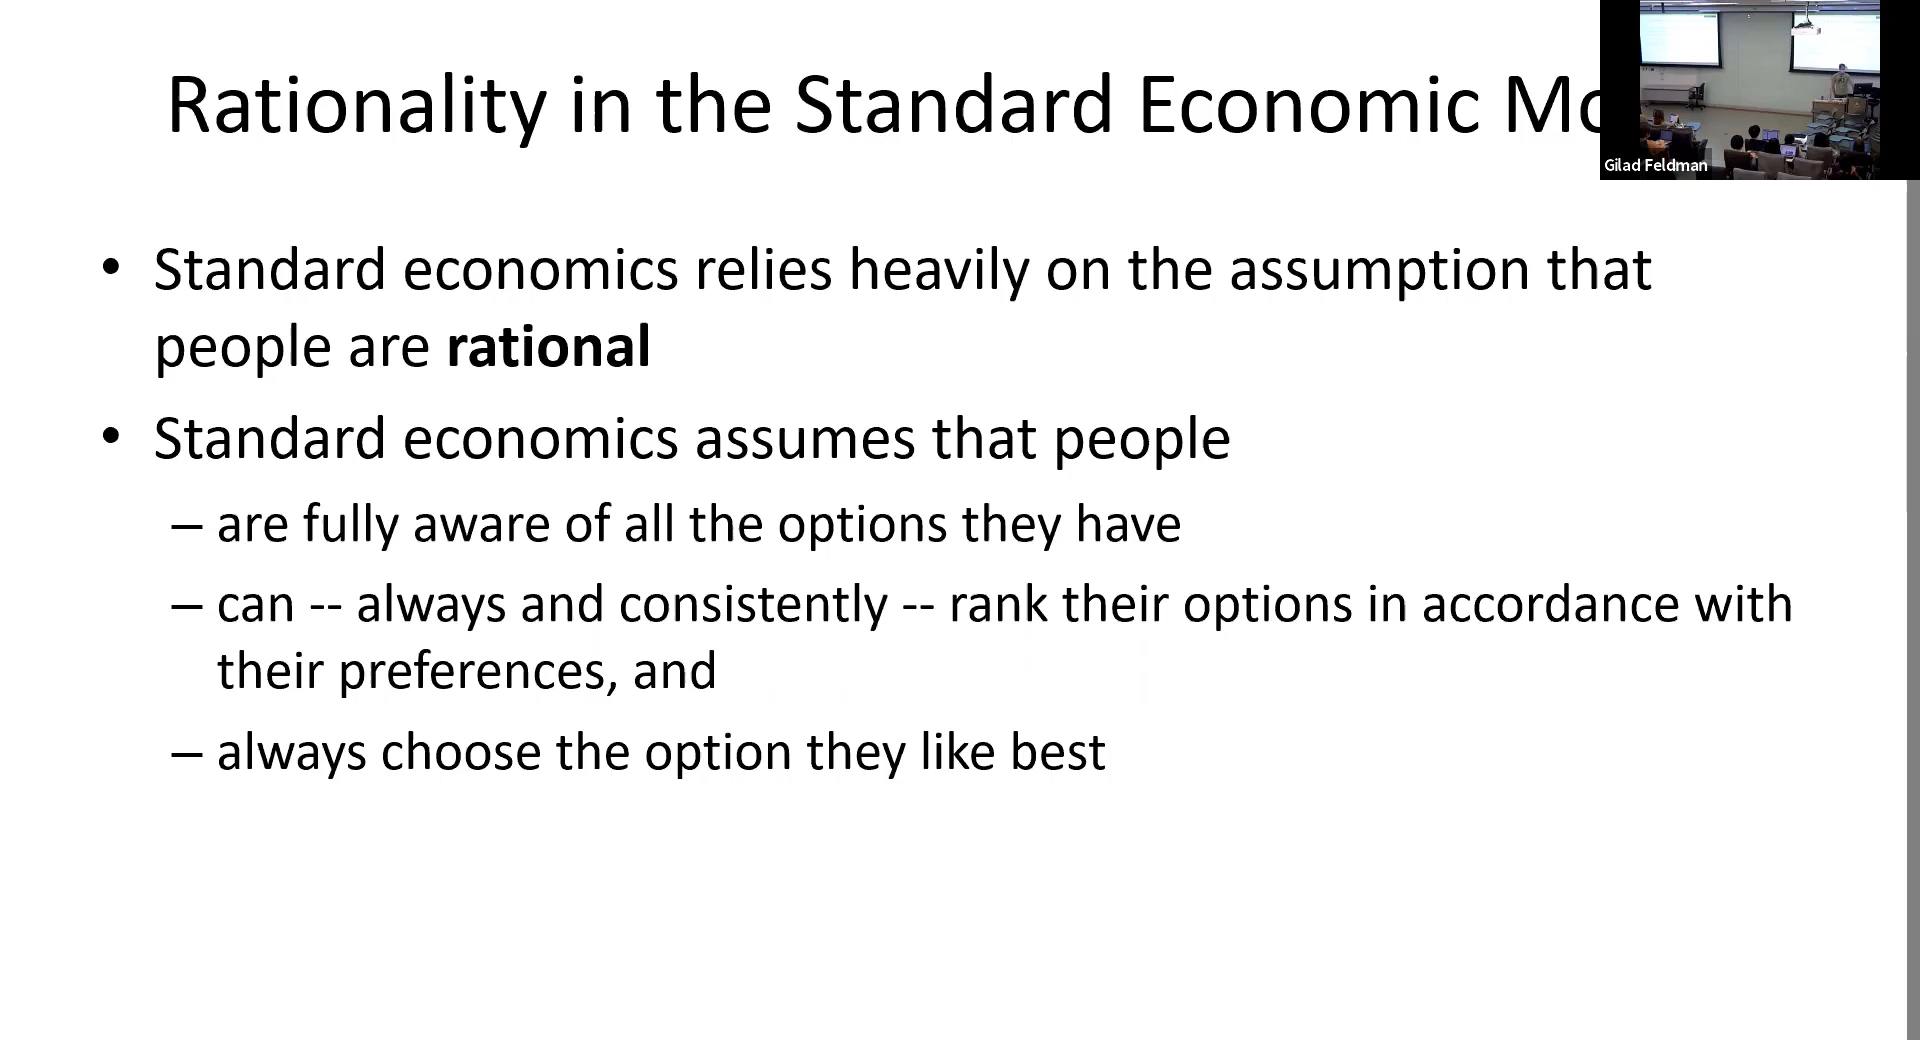 Rationality in the Standard Economic
Gilad Feldman
• Standard economics relies heavily on the assumption that
people are rational
• Standard economics assumes that people
– are fully aware of all the options they have
– can -- always and consistently -- rank their options in accordance with
their preferences, and
– always choose the option they like best